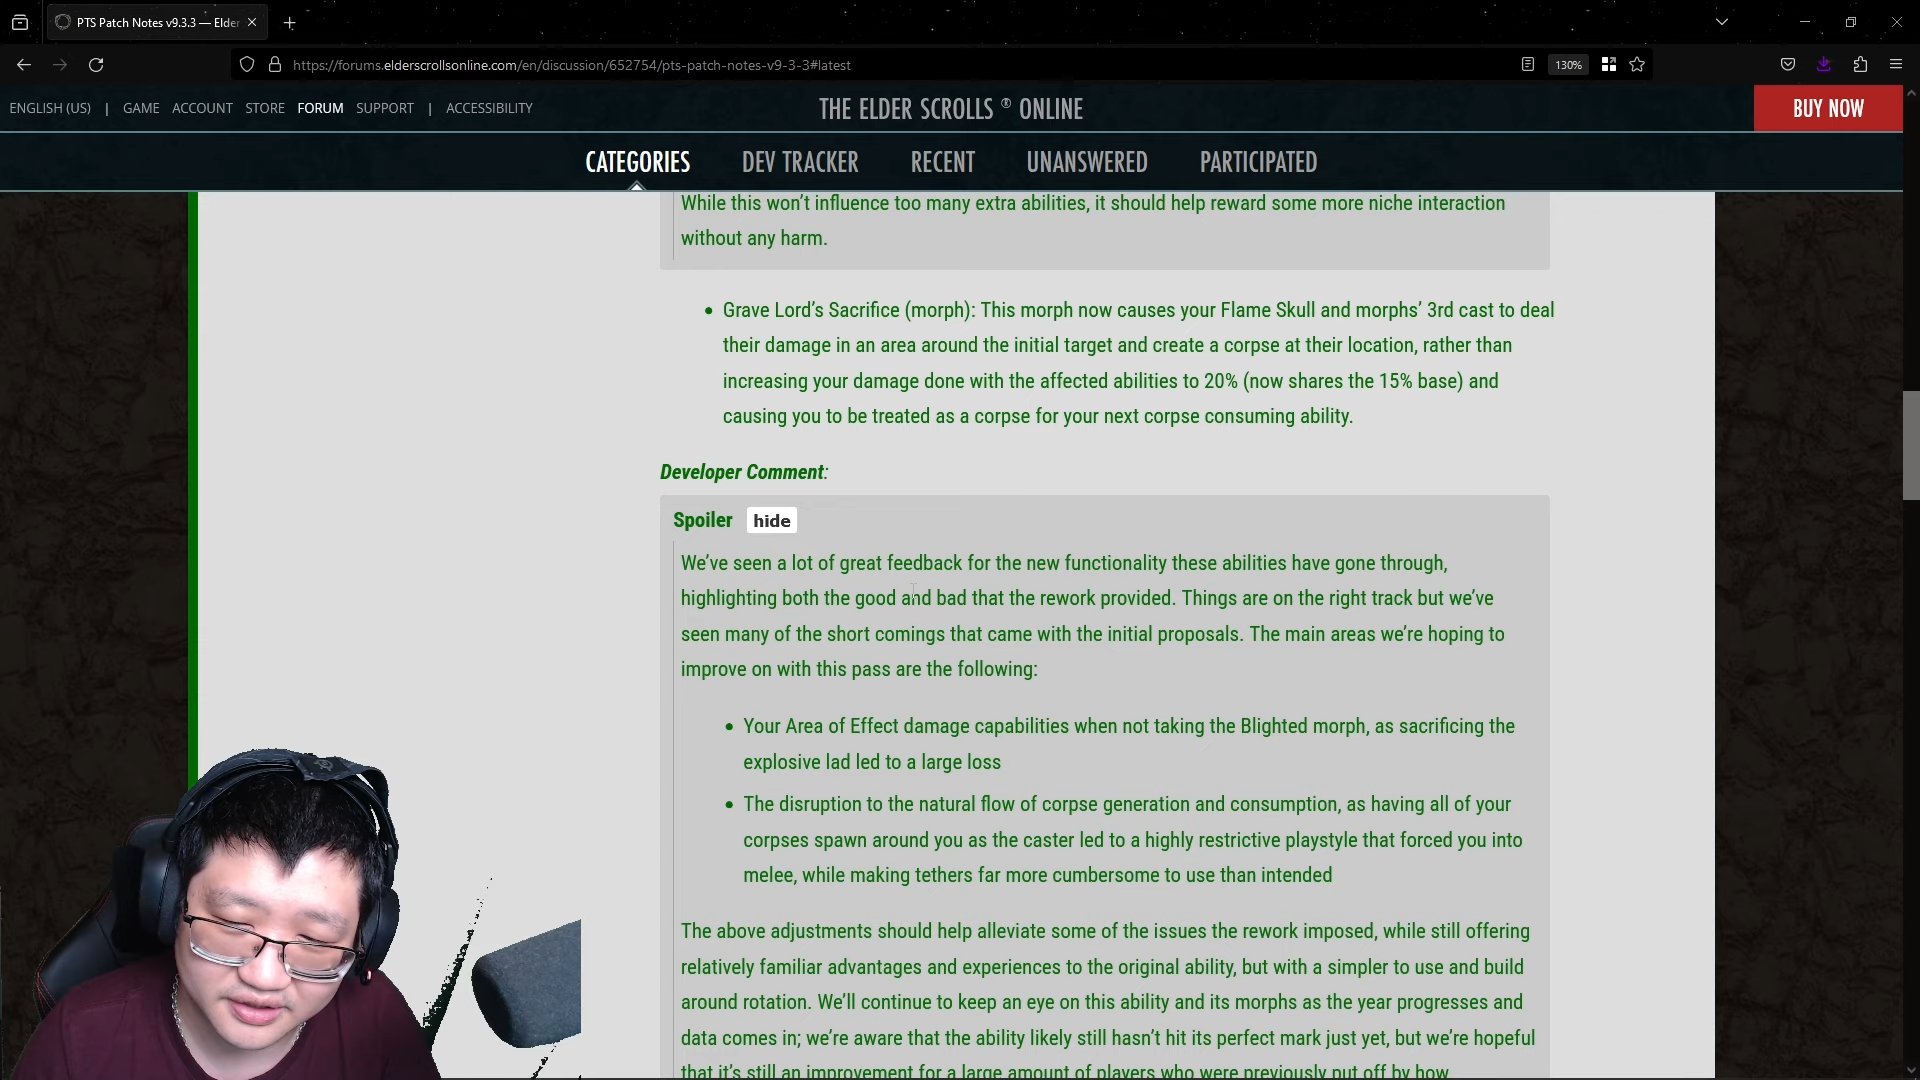 PTS Patch Notes v9.3.3 — Elder
https://forums.elderscrollsonline.com/en/discussion/652754/pts-patch-notes-v9-3-3#latest
130%
ENGLISH (US) | GAME ACCOUNT STORE FORUM SUPPORT | ACCESSIBILITY
THE ELDER SCROLLS ® ONLINE
BUY NOW
CATEGORIES DEV TRACKER RECENT UNANSWERED PARTICIPATED
While this won’t influence too many extra abilities, it should help reward some more niche interaction
without any harm.
• Grave Lord’s Sacrifice (morph): This morph now causes your Flame Skull and morphs’ 3rd cast to deal
their damage in an area around the initial target and create a corpse at their location, rather than
increasing your damage done with the affected abilities to 20% (now shares the 15% base) and
causing you to be treated as a corpse for your next corpse consuming ability.
Developer Comment:
Spoiler hide
We’ve seen a lot of great feedback for the new functionality these abilities have gone through,
highlighting both the good and bad that the rework provided. Things are on the right track but we’ve
seen many of the short comings that came with the initial proposals. The main areas we’re hoping to
improve on with this pass are the following:
• Your Area of Effect damage capabilities when not taking the Blighted morph, as sacrificing the
explosive lad led to a large loss
• The disruption to the natural flow of corpse generation and consumption, as having all of your
corpses spawn around you as the caster led to a highly restrictive playstyle that forced you into
melee, while making tethers far more cumbersome to use than intended
The above adjustments should help alleviate some of the issues the rework imposed, while still offering
relatively familiar advantages and experiences to the original ability, but with a simpler to use and build
around rotation. We’ll continue to keep an eye on this ability and its morphs as the year progresses and
data comes in; we’re aware that the ability likely still hasn’t hit its perfect mark just yet, but we’re hopeful
that it’s still an improvement for a large amount of players who were previously put off by how